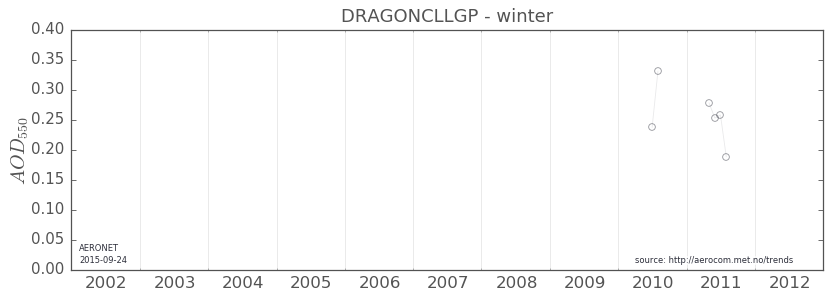 DRAGONCLLGP - winter
0.40
0.35
0.30
0.25
0.20
0.15
0.10
0.05
0.00
AOD550
AERONET
2015-09-24
source: http://aerocom.met.no/trends
2002 2003 2004 2005 2006 2007 2008 2009 2010 2011 2012